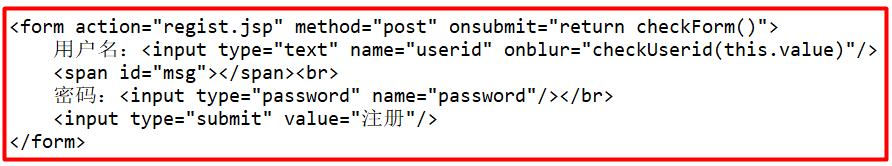 <form action="regist.jsp" method="post" onsubmit="return checkForm()">
用户名：<input type="text" name="userid" onblur="checkUserid(this.value)"/>
<span id="msg"></span><br>
密码：<input type="password" name="password"/></br>
<input type="submit" value="注册"/>
</form>